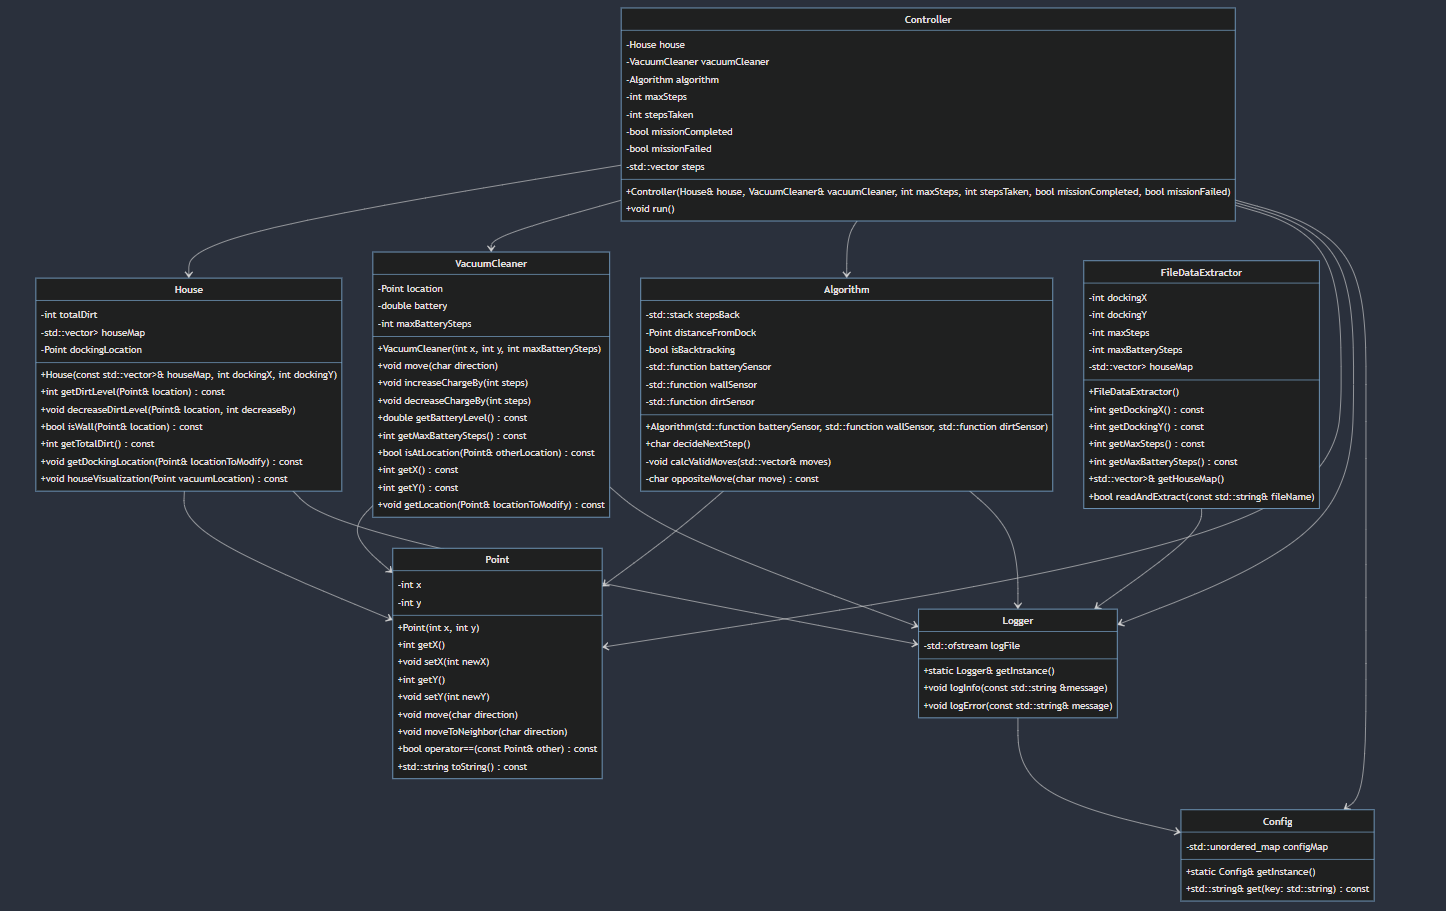 Controller
-House house
-VacuumCleaner vacuumCleaner
-Algorithm algorithm
-int maxSteps
-int stepsTaken
-bool missionCompleted
-bool missionFailed
-std::vector steps
+Controller(House& house, VacuumCleaner& vacuumCleaner, int maxSteps, int stepsTaken, bool missionCompleted, bool missionFailed)
+void run()
House
-int totalDirt
-std::vector> houseMap
-Point dockingLocation
+House(const std::vector>& houseMap, int dockingX, int dockingY)
+int getDirtLevel(Point& location) : const
+void decreaseDirtLevel(Point& location, int decreaseBy)
+bool isWall(Point& location) : const
+int getTotalDirt() : const
+void getDockingLocation(Point& locationToModify) : const
+void houseVisualization(Point vacuumLocation) : const
VacuumCleaner
-Point location
-double battery
-int maxBatterySteps
+VacuumCleaner(int x, int y, int maxBatterySteps)
+void move(char direction)
+void increaseChargeBy(int steps)
+void decreaseChargeBy(int steps)
+double getBatteryLevel() : const
+int getMaxBatterySteps() : const
+bool isAtLocation(Point& otherLocation) : const
+int getX() : const
+int getY() : const
+void getLocation(Point& locationToModify) : const
Algorithm
-std::stack stepsBack
-Point distanceFromDock
-bool isBacktracking
-std::function batterySensor
-std::function wallSensor
-std::function dirtSensor
+Algorithm(std::function batterySensor, std::function wallSensor, std::function dirtSensor)
+char decideNextStep()
-void calcValidMoves(std::vector& moves)
-char oppositeMove(char move) : const
FileDataExtractor
-int dockingX
-int dockingY
-int maxSteps
-int maxBatterySteps
-std::vector> houseMap
+FileDataExtractor()
+int getDockingX() : const
+int getDockingY() : const
+int getMaxSteps() : const
+int getMaxBatterySteps() : const
+std::vector>& getHouseMap()
+bool readAndExtract(const std::string& fileName)
Point
-int x
-int y
+Point(int x, int y)
+int getX()
+void setX(int newX)
+int getY()
+void setY(int newY)
+void move(char direction)
+void moveToNeighbor(char direction)
+bool operator==(const Point& other) : const
+std::string toString() : const
Logger
-std::ofstream logFile
+static Logger& getInstance()
+void logInfo(const std::string &message)
+void logError(const std::string& message)
Config
-std::unordered_map configMap
+static Config& getInstance()
+std::string& get(key: std::string) : const